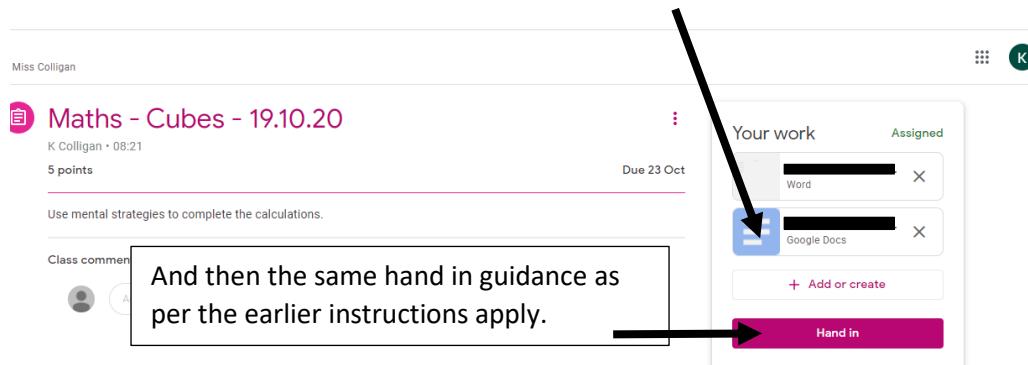 Miss Colligan
K
Maths - Cubes - 19.10.20
K Colligan • 08:21
5 points
Due 23 Oct
Use mental strategies to complete the calculations.
Class commen
A
And then the same hand in guidance as
per the earlier instructions apply.
Your work
Assigned
Word
Google Docs
+ Add or create
Hand in